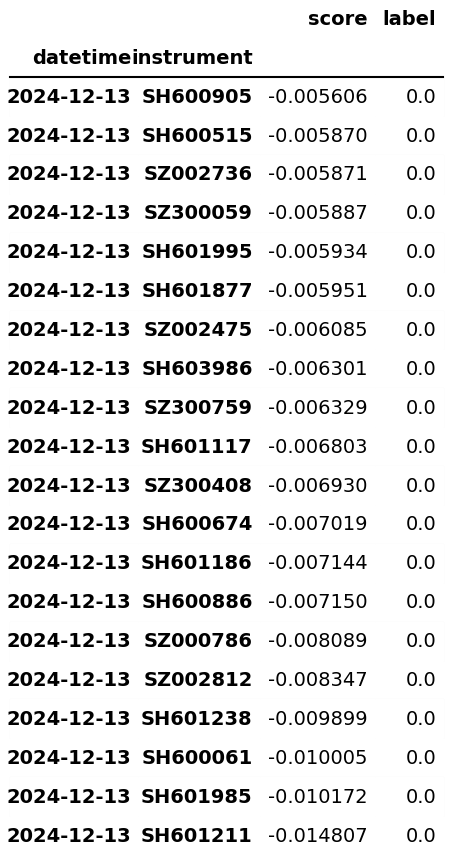 score label
datetime instrument
2024-12-13 SH600905 -0.005606 0.0
2024-12-13 SH600515 -0.005870 0.0
2024-12-13 SZ002736 -0.005871 0.0
2024-12-13 SZ300059 -0.005887 0.0
2024-12-13 SH601995 -0.005934 0.0
2024-12-13 SH601877 -0.005951 0.0
2024-12-13 SZ002475 -0.006085 0.0
2024-12-13 SH603986 -0.006301 0.0
2024-12-13 SZ300759 -0.006329 0.0
2024-12-13 SH601117 -0.006803 0.0
2024-12-13 SZ300408 -0.006930 0.0
2024-12-13 SH600674 -0.007019 0.0
2024-12-13 SH601186 -0.007144 0.0
2024-12-13 SH600886 -0.007150 0.0
2024-12-13 SZ000786 -0.008089 0.0
2024-12-13 SZ002812 -0.008347 0.0
2024-12-13 SH601238 -0.009899 0.0
2024-12-13 SH600061 -0.010005 0.0
2024-12-13 SH601985 -0.010172 0.0
2024-12-13 SH601211 -0.014807 0.0